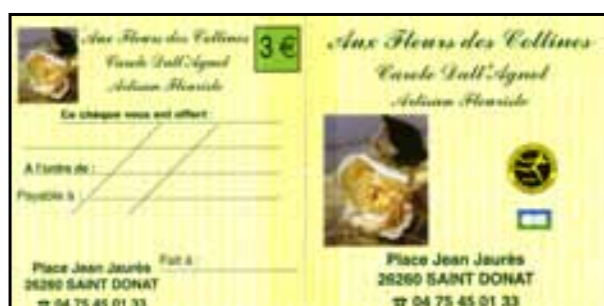 Aux Fleurs des Collines
3 €
Carole Dall'Agnol
Artisan Fleuriste
Ce chèque vous est offert :
A l'ordre de :
Payable à :
Fait à :
Place Jean Jaurès
26260 SAINT DONAT
☎ 04 75 45 01 33
Aux Fleurs des Collines
Carole Dall'Agnol
Artisan Fleuriste
Place Jean Jaurès
26260 SAINT DONAT
☎ 04 75 45 01 33